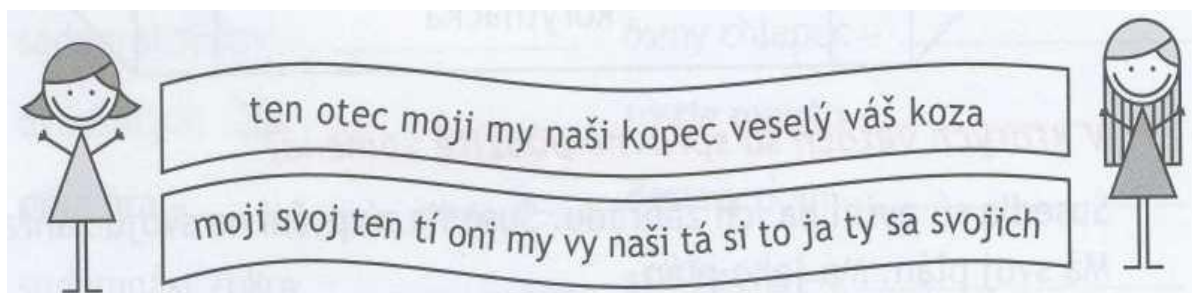 ten otec moji my naši kopec veselý váš koza
moji svoj ten tí oni my vy naši tá si to ja ty sa svojich